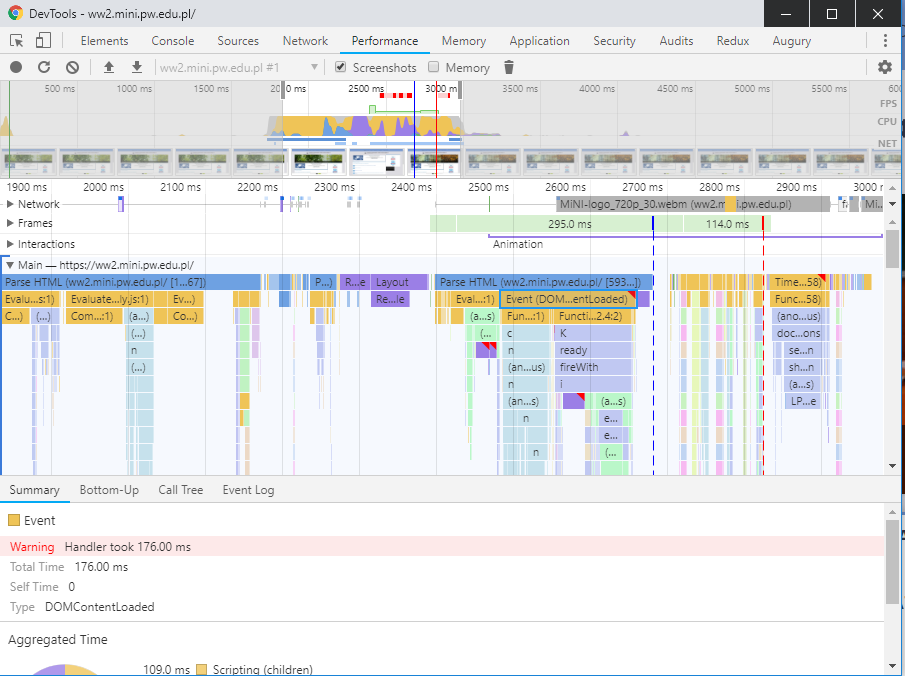 DevTools - ww2.mini.pw.edu.pl/
Elements Console Sources Network Performance Memory Application Security Audits Redux Augury
ww2.mini.pw.edu.pl #1 Screenshots Memory
500 ms 1000 ms 1500 ms 20 0 ms 2500 ms 3000 m 3500 ms 4000 ms 4500 ms 5000 ms 5500 ms 600
FPS
CPU
NET
1900 ms 2000 ms 2100 ms 2200 ms 2300 ms 2400 ms 2500 ms 2600 ms 2700 ms 2800 ms 2900 ms 3000 m
Network MINI-logo_720p_30.webm (ww2.m i.pw.edu.pl) f Mi...
Frames 295.0 ms 114.0 ms
Interactions Animation
Main — https://ww2.mini.pw.edu.pl/
Parse HTML (ww2.mini.pw.edu.pl/ [1...67]) P...) R...e Layout Parse HTML (ww2.mini.pw.edu.pl/ [593...]) Time...58)
Evalu...s:1) Evaluate...ly.js:1) Ev...) Re...le Eval...:1) Event (DOM...entLoaded) Func...58)
C...) (...) Com...:1) (a...) Co...) (a...s) Fun...:1) Functi...2.4:2) (ano...us)
(...) (... c K doc...ons
n n ready se...n
(...) (an...us) fireWith sh...n
n i (a...s)
(an...s) (a...s) LP...e
n e...
e...
n (...
Summary Bottom-Up Call Tree Event Log
Event
Warning Handler took 176.00 ms
Total Time 176.00 ms
Self Time 0
Type DOMContentLoaded
Aggregated Time
109.0 ms Scripting (children)